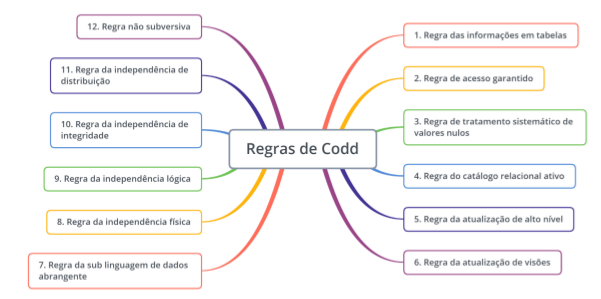 Regras de Codd
1. Regra das informações em tabelas
2. Regra de acesso garantido
3. Regra de tratamento sistemático de
valores nulos
4. Regra do catálogo relacional ativo
5. Regra da atualização de alto nível
6. Regra da atualização de visões
7. Regra da sub linguagem de dados
abrangente
8. Regra da independência física
9. Regra da independência lógica
10. Regra da independência de
integridade
11. Regra da independência de
distribuição
12. Regra não subversiva